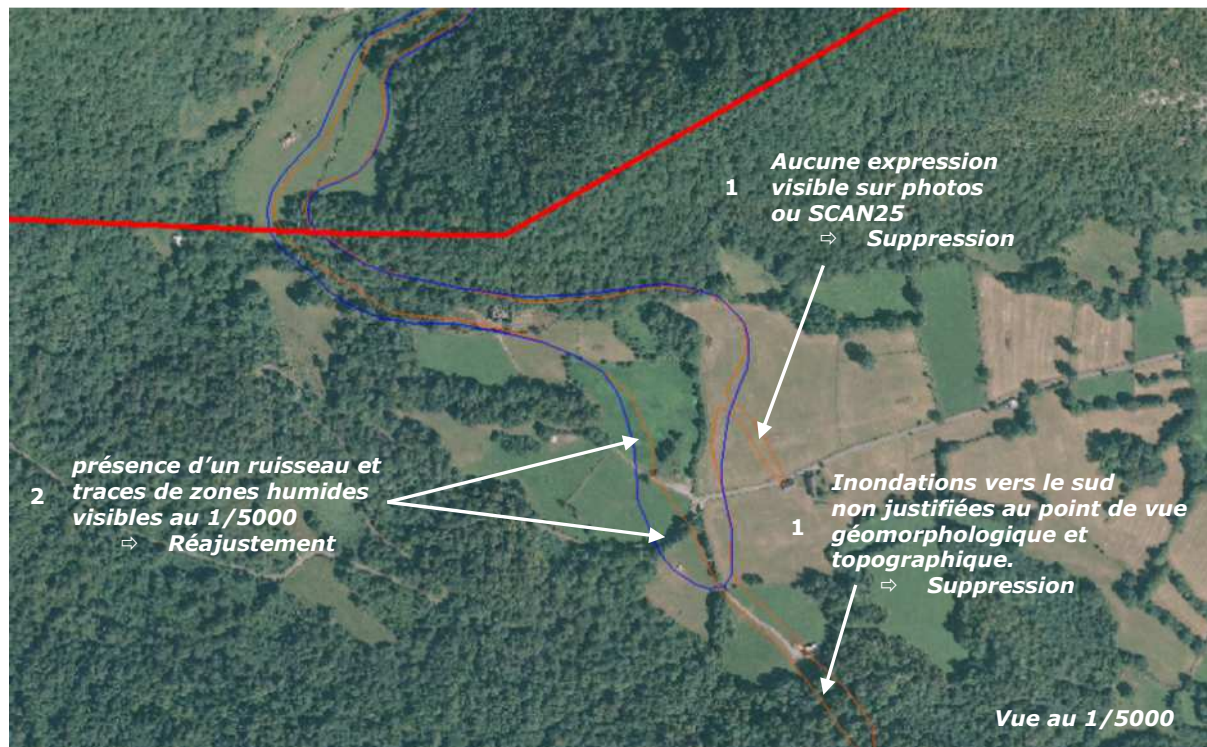 Aucune expression
1 visible sur photos
ou SCAN25
⇨ Suppression
présence d'un ruisseau et
2 traces de zones humides
visibles au 1/5000
⇨ Réajustement
Inondations vers le sud
non justifiées au point de vue
1 géomorphologique et
topographique.
⇨ Suppression
Vue au 1/5000